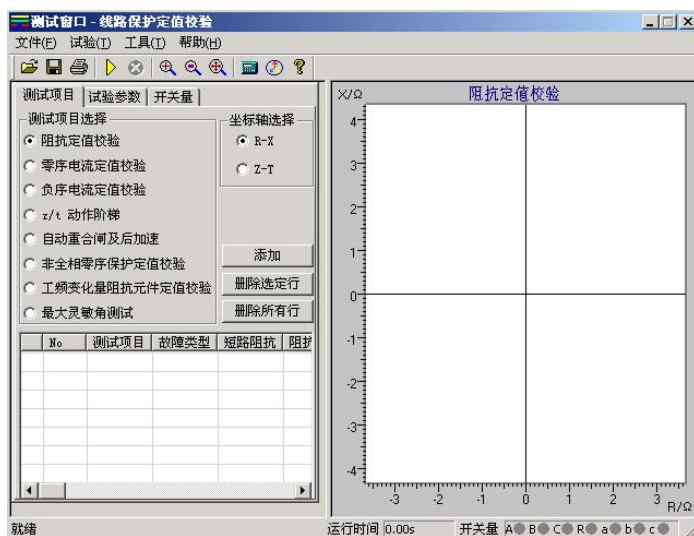 测试窗口 - 线路保护定值校验
文件(F) 试验(T) 工具(T) 帮助(H)
测试项目 试验参数 开关量
测试项目选择
阻抗定值校验
零序电流定值校验
负序电流定值校验
z/t 动作阶梯
自动重合闸及后加速
非全相零序保护定值校验
工频变化量阻抗元件定值校验
最大灵敏角测试
坐标轴选择
R-X
Z-T
添加
删除选定行
删除所有行
No 测试项目 故障类型 短路阻抗 阻抗
X/Ω
阻抗定值校验
4
3
2
1
0
-1
-2
-3
-4
-3 -2 -1 0 1 2 3
R/Ω
就绪
运行时间 0.00s 开关量 A B C R a b c